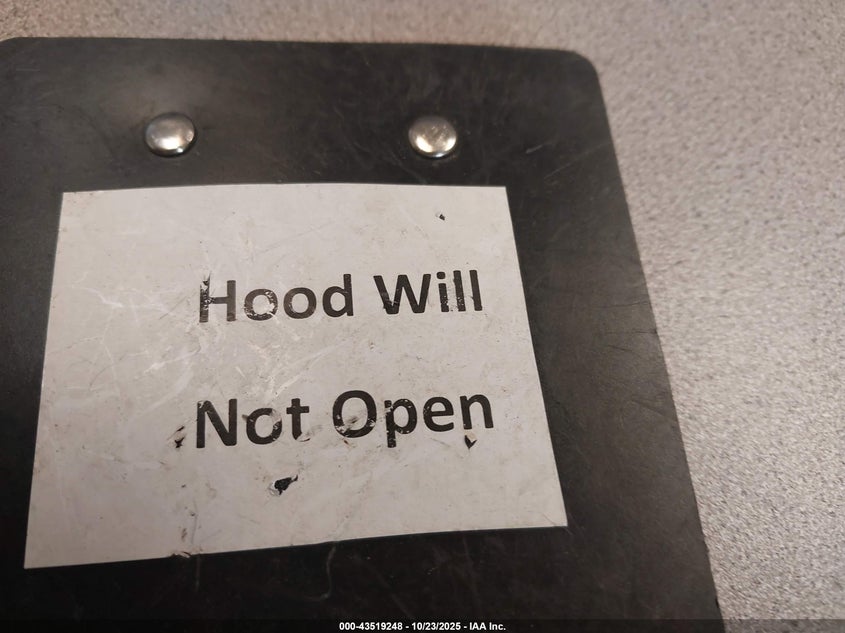 Hood Will
Not Open
000-43519248 - 10/23/2025 - IAA Inc.